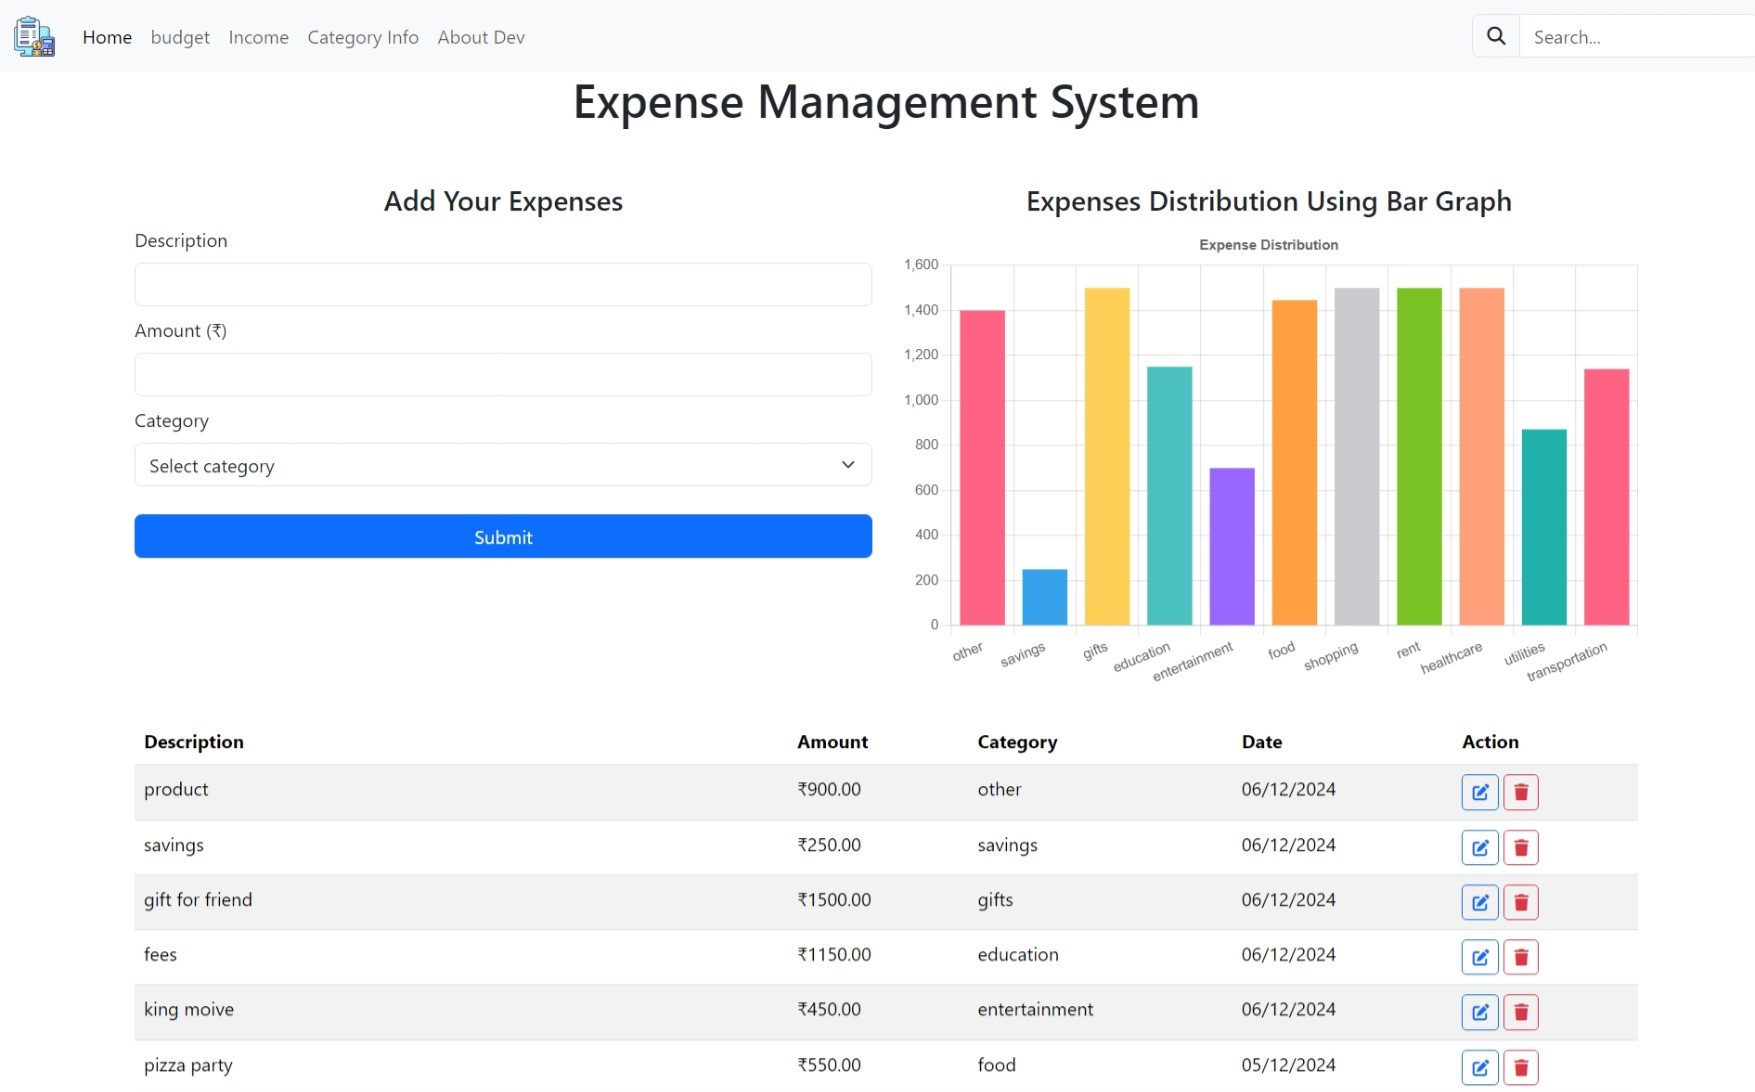 Home budget Income Category Info About Dev Search...
Expense Management System
Add Your Expenses
Description
Amount (₹)
Category
Select category
Submit
Expenses Distribution Using Bar Graph
Expense Distribution
1,600
1,400
1,200
1,000
800
600
400
200
0
other savings gifts education entertainment food shopping rent healthcare utilities transportation
Description Amount Category Date Action
product ₹900.00 other 06/12/2024
savings ₹250.00 savings 06/12/2024
gift for friend ₹1500.00 gifts 06/12/2024
fees ₹1150.00 education 06/12/2024
king moive ₹450.00 entertainment 06/12/2024
pizza party ₹550.00 food 05/12/2024